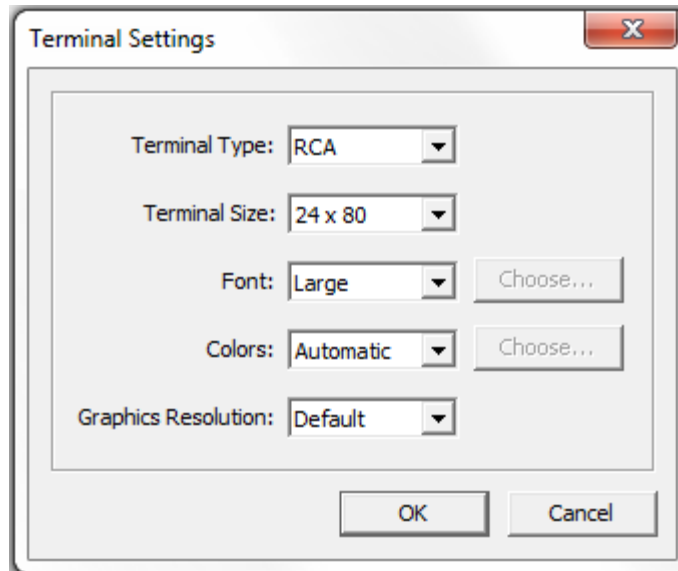 Terminal Settings
Terminal Type: RCA
Terminal Size: 24 x 80
Font: Large Choose...
Colors: Automatic Choose...
Graphics Resolution: Default
OK Cancel